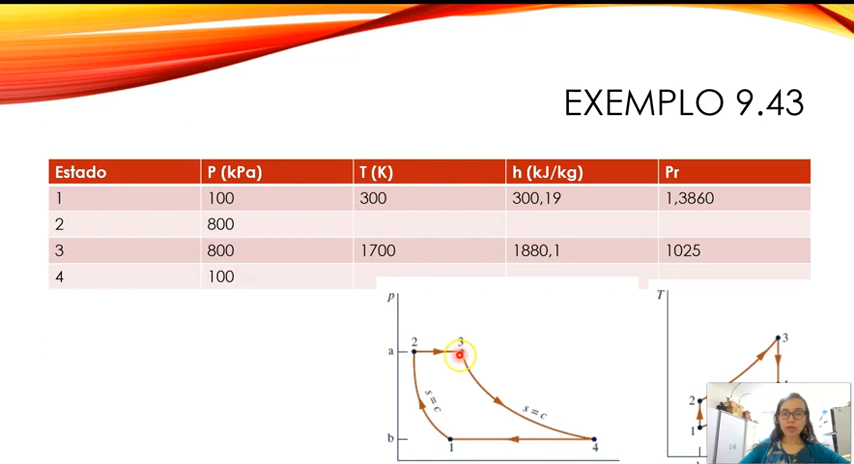 EXEMPLO 9.43
Estado P (kPa) T (K) h (kJ/kg) Pr
1 100 300 300,19 1,3860
2 800
3 800 1700 1880,1 1025
4 100
p
a
b
2
3
s = c
s = c
1
4
T
3
2
1